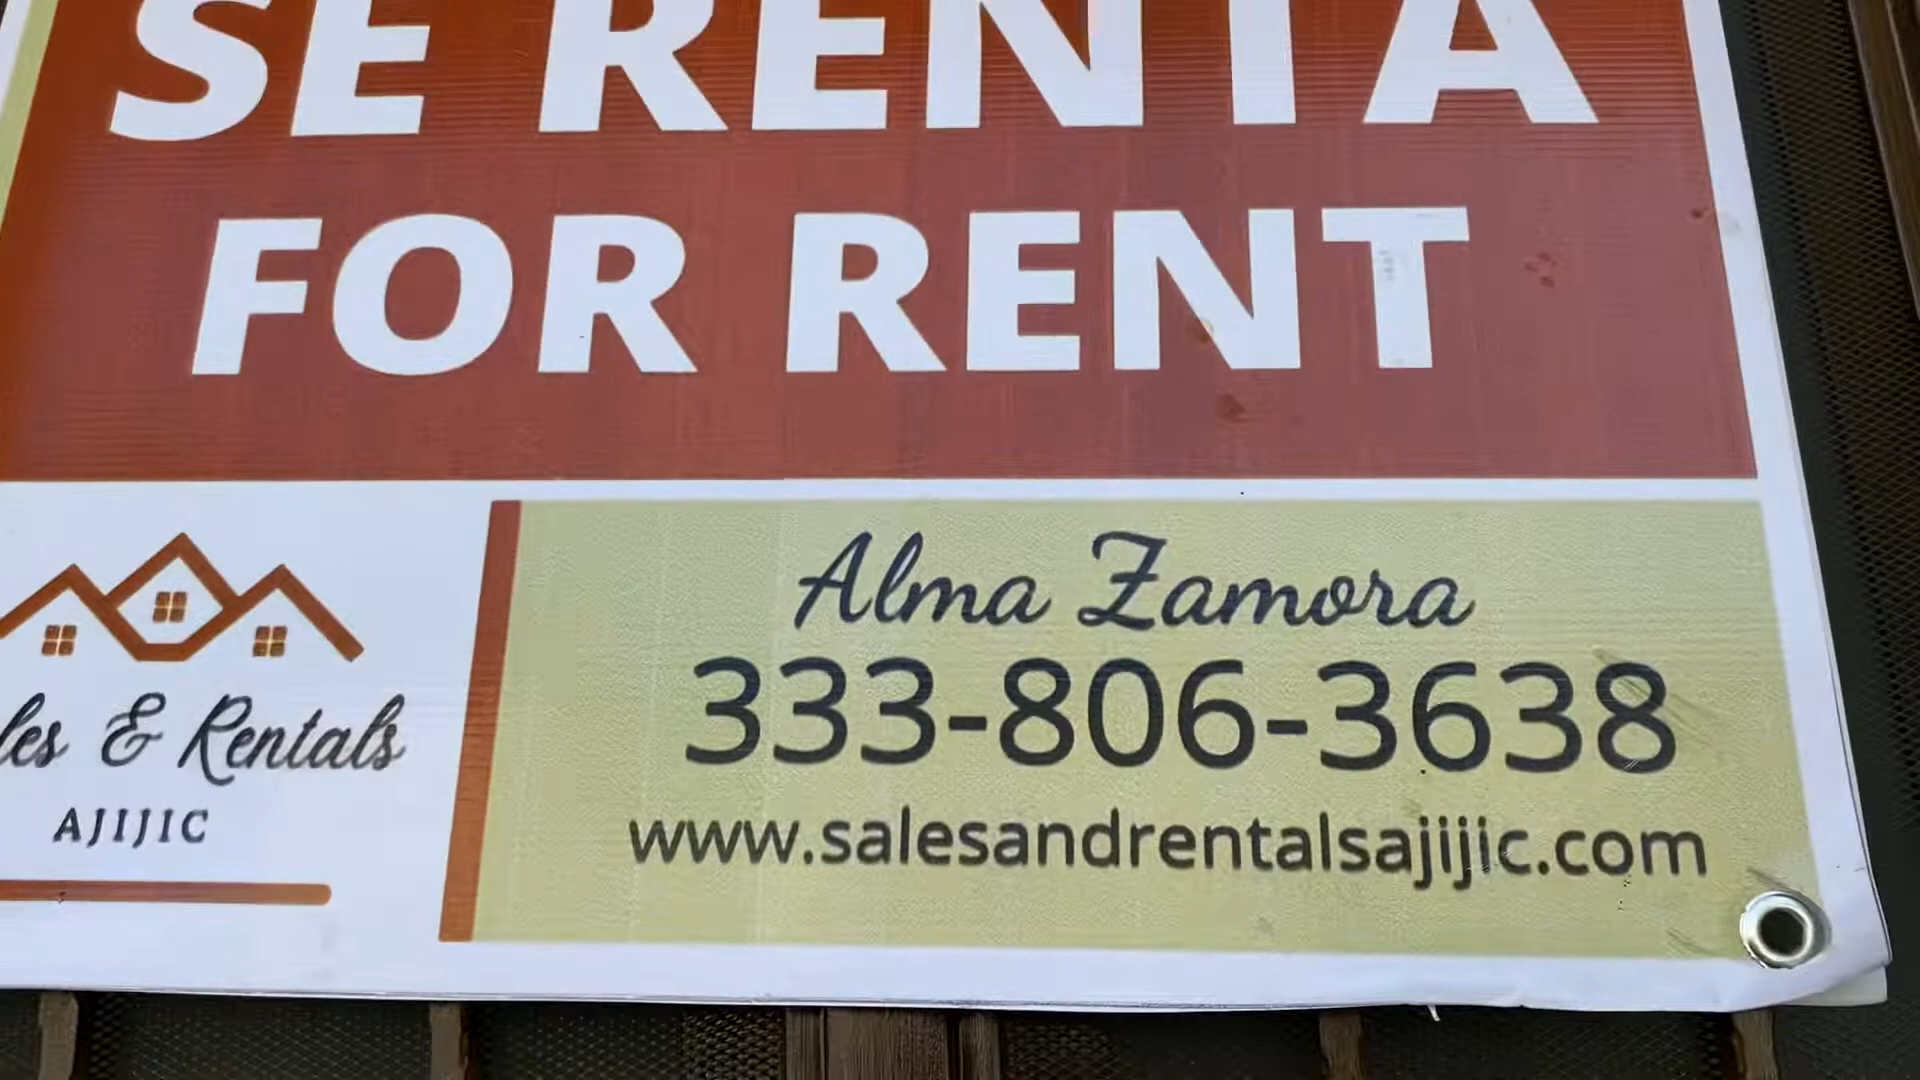 SE RENTA
FOR RENT
les & Rentals
AJIJIC
Alma Zamora
333-806-3638
www.salesandrentalsajijic.com